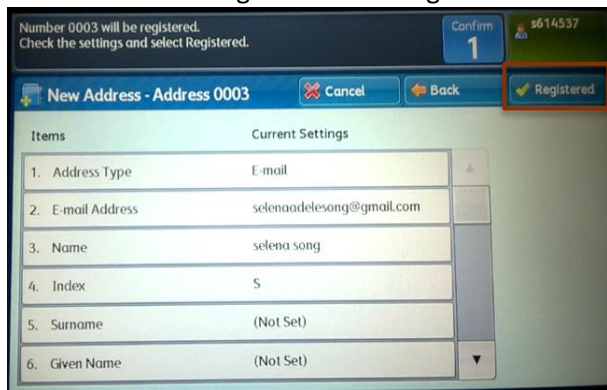 Number 0003 will be registered.
Check the settings and select Registered.
Confirm
1
s614537
New Address - Address 0003
Cancel
Back
Registered
Items Current Settings
1. Address Type E-mail
2. E-mail Address selenaadelesong@gmail.com
3. Name selena song
4. Index S
5. Surname (Not Set)
6. Given Name (Not Set)